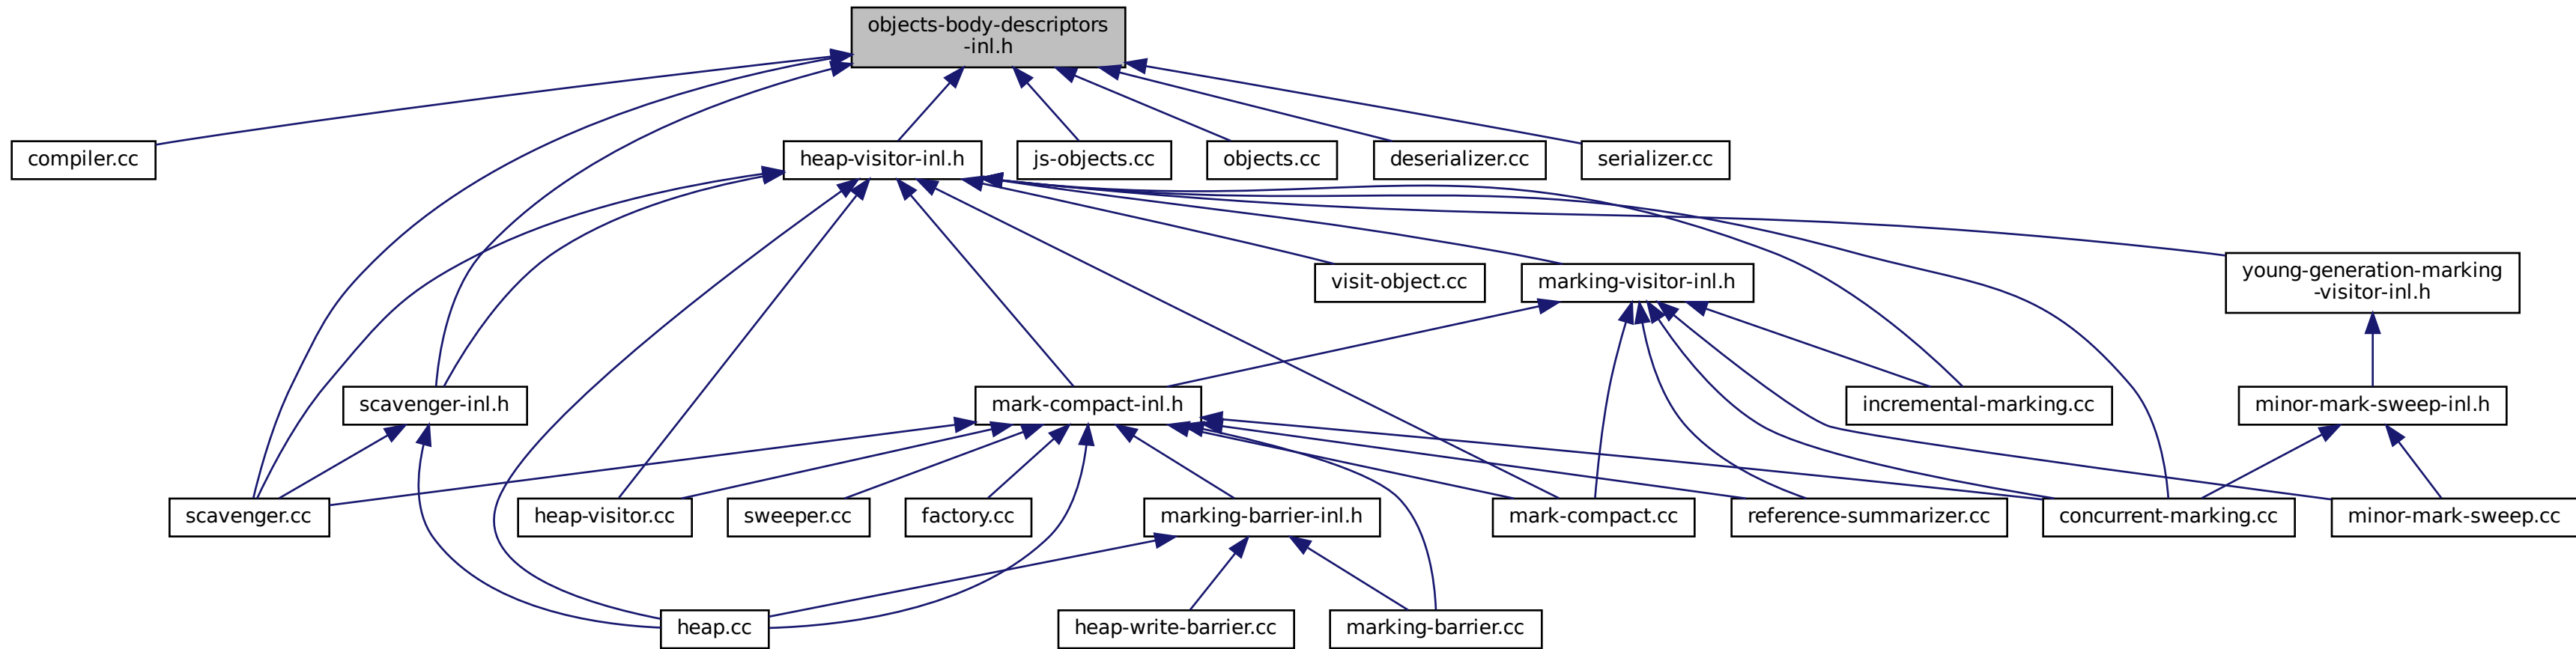 objects-body-descriptors
-inl.h
compiler.cc
heap-visitor-inl.h
js-objects.cc
objects.cc
deserializer.cc
serializer.cc
visit-object.cc
marking-visitor-inl.h
young-generation-marking
-visitor-inl.h
scavenger-inl.h
mark-compact-inl.h
incremental-marking.cc
minor-mark-sweep-inl.h
scavenger.cc
heap-visitor.cc
sweeper.cc
factory.cc
marking-barrier-inl.h
mark-compact.cc
reference-summarizer.cc
concurrent-marking.cc
minor-mark-sweep.cc
heap.cc
heap-write-barrier.cc
marking-barrier.cc